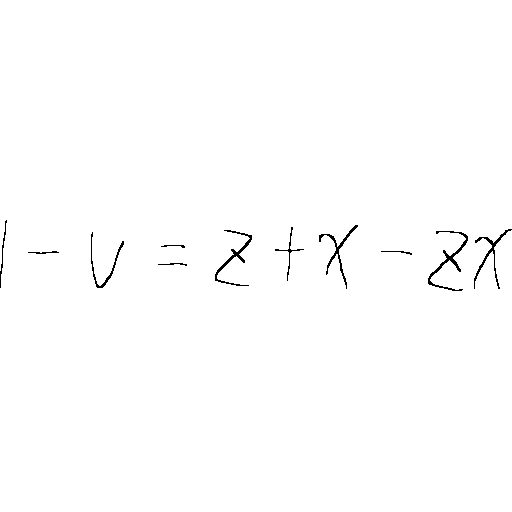 1 - v = z + x - zx